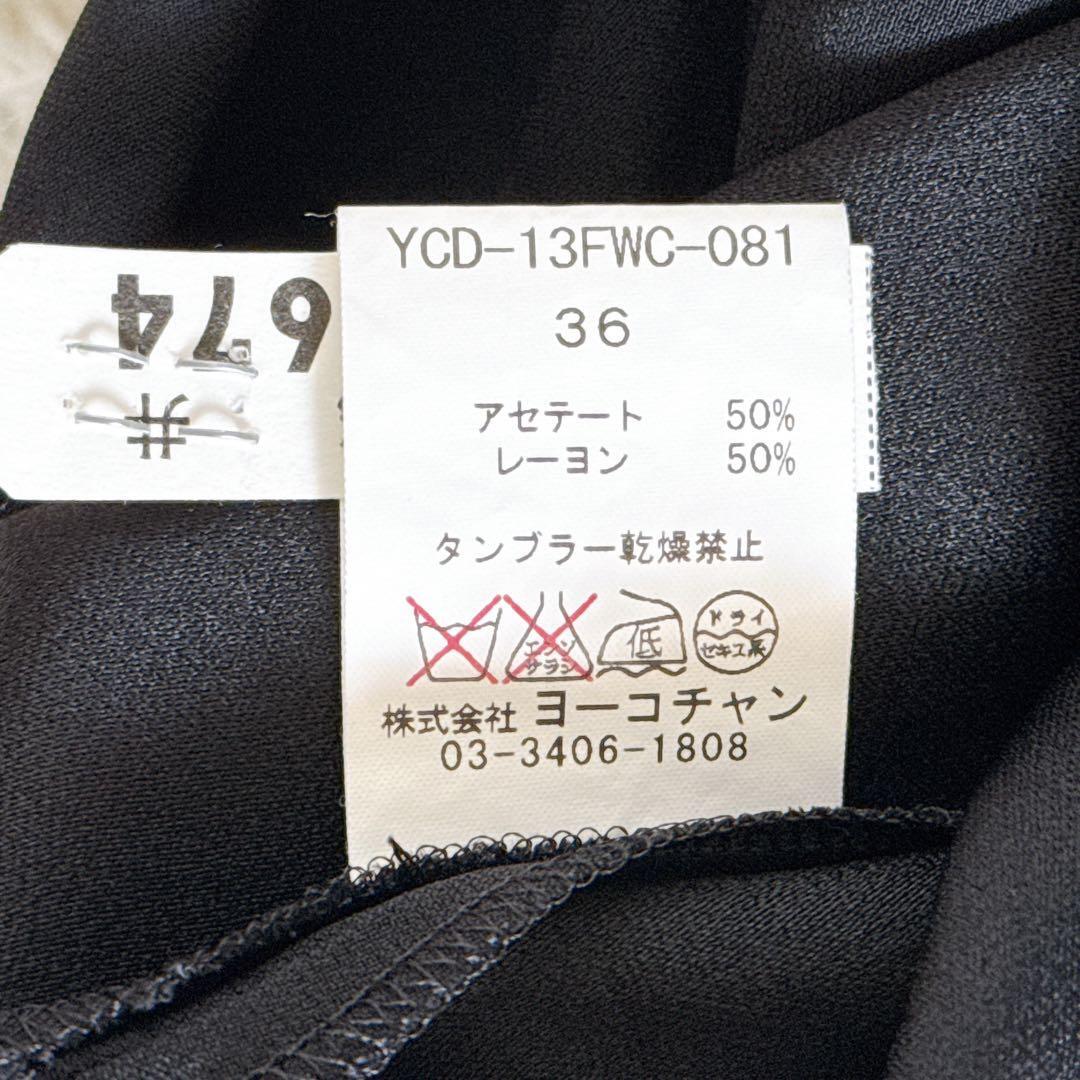 YCD-13FWC-081
36
アセテート 50%
レーヨン 50%
タンブラー乾燥禁止
エンソ
サラシ
低
ドライ
セキユ系
株式会社 ヨーコチャン
03-3406-1808
674
井